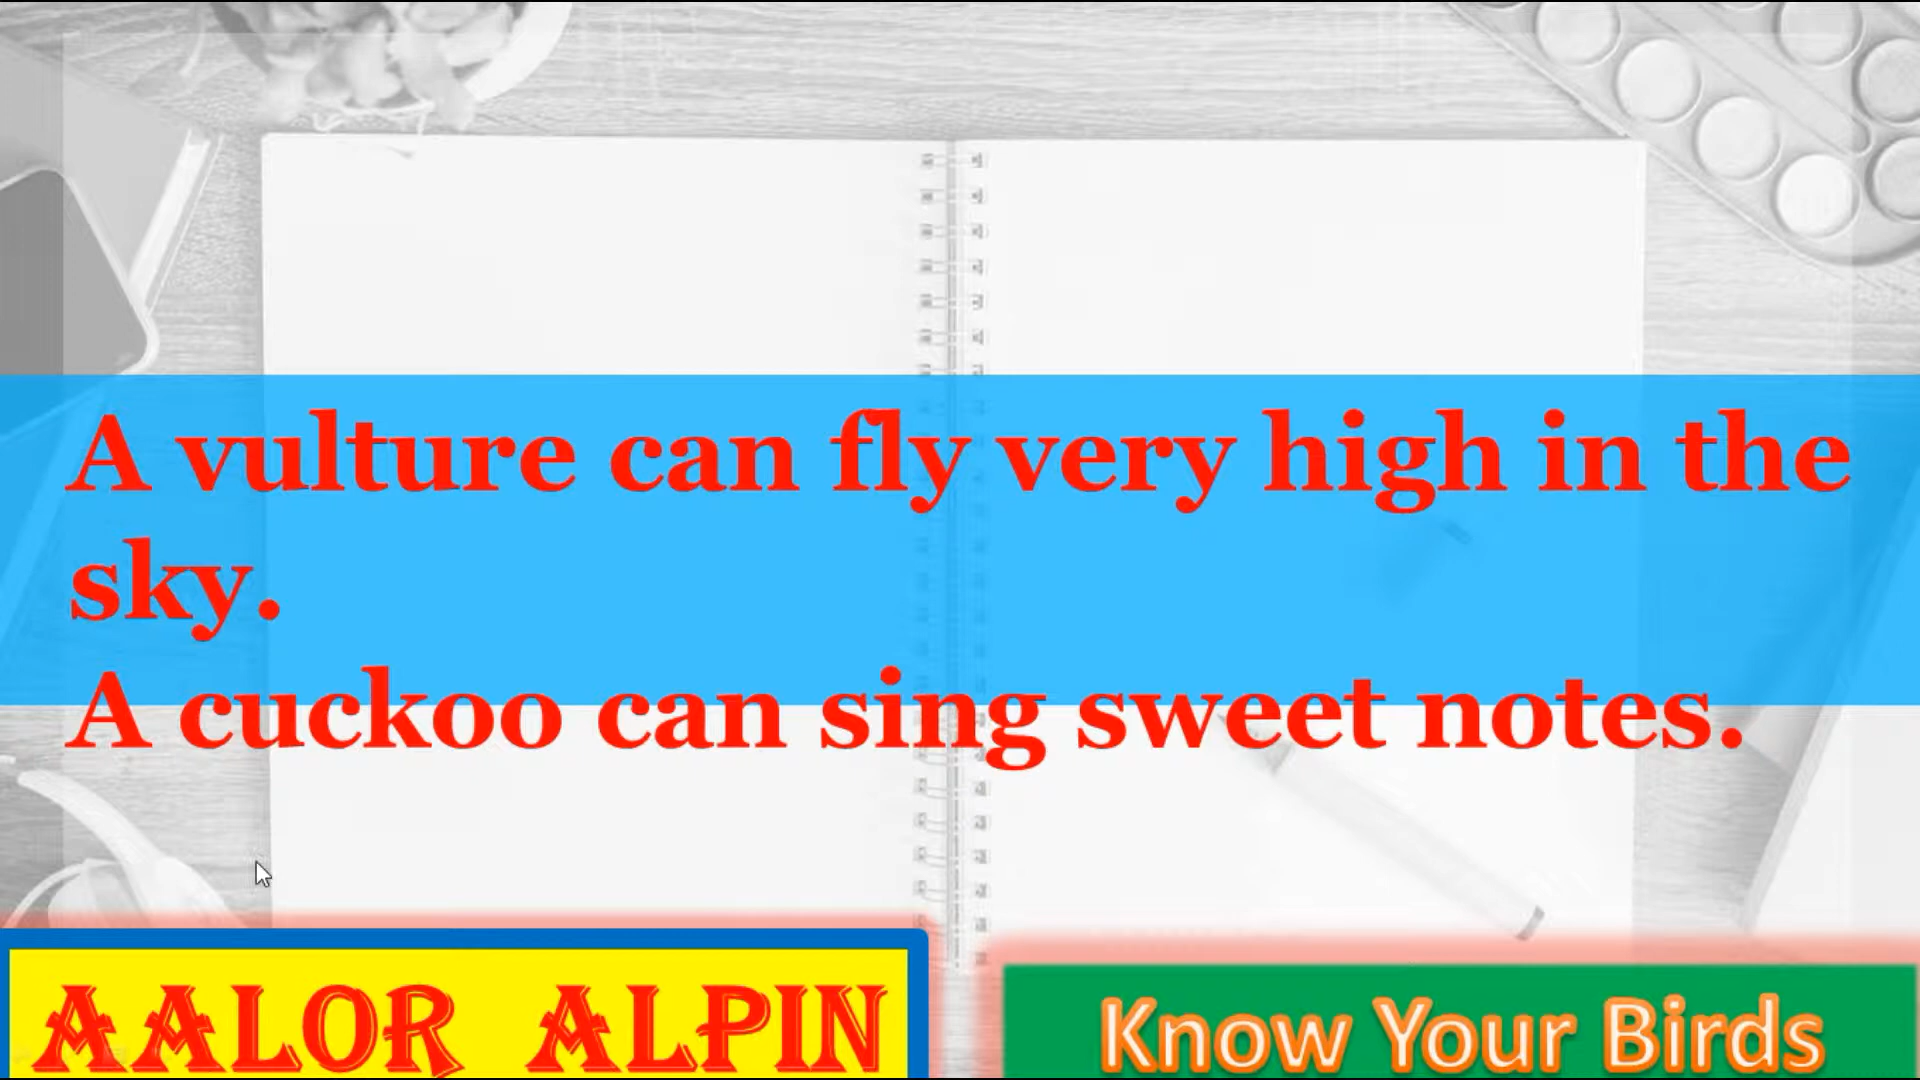 A vulture can fly very high in the
sky.
A cuckoo can sing sweet notes.
AALOR ALPIN
Know Your Birds